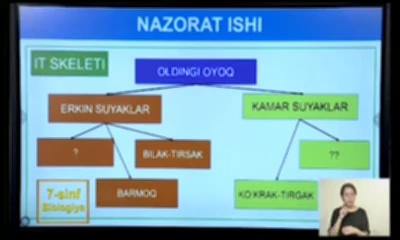 NAZORAT ISHI
IT SKELETI
OLDINGI OYOQ
ERKIN SUYAKLAR
KAMAR SUYAKLAR
?
BILAK-TIRSAK
??
BARMOQ
KO'KRAK-TIRGAK
7-sinf
Biologiya